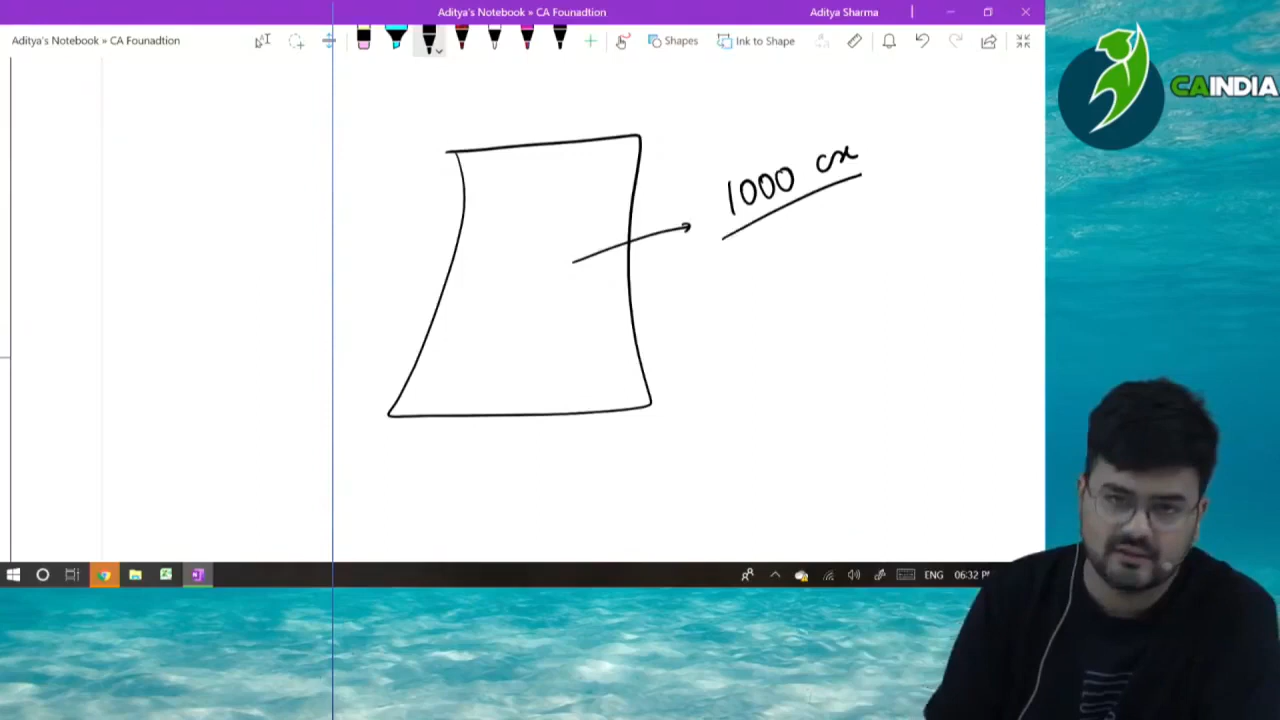 Aditya's Notebook » CA Founadtion
Aditya Sharma
Aditya's Notebook » CA Founadtion
Shapes
Ink to Shape
CAINDIA
1000 cx
ENG
06:32 PM